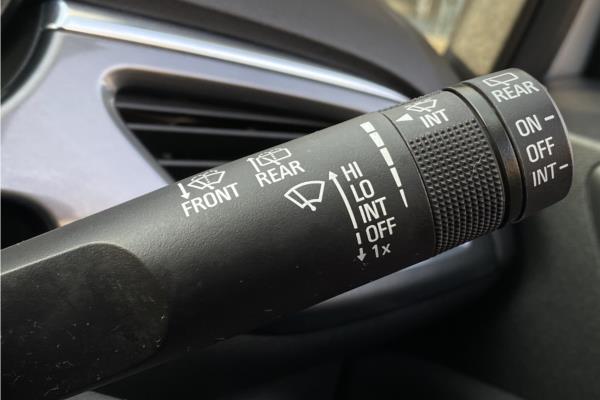 FRONT
REAR
HI
LO
INT
OFF
1x
INT
REAR
ON
OFF
INT